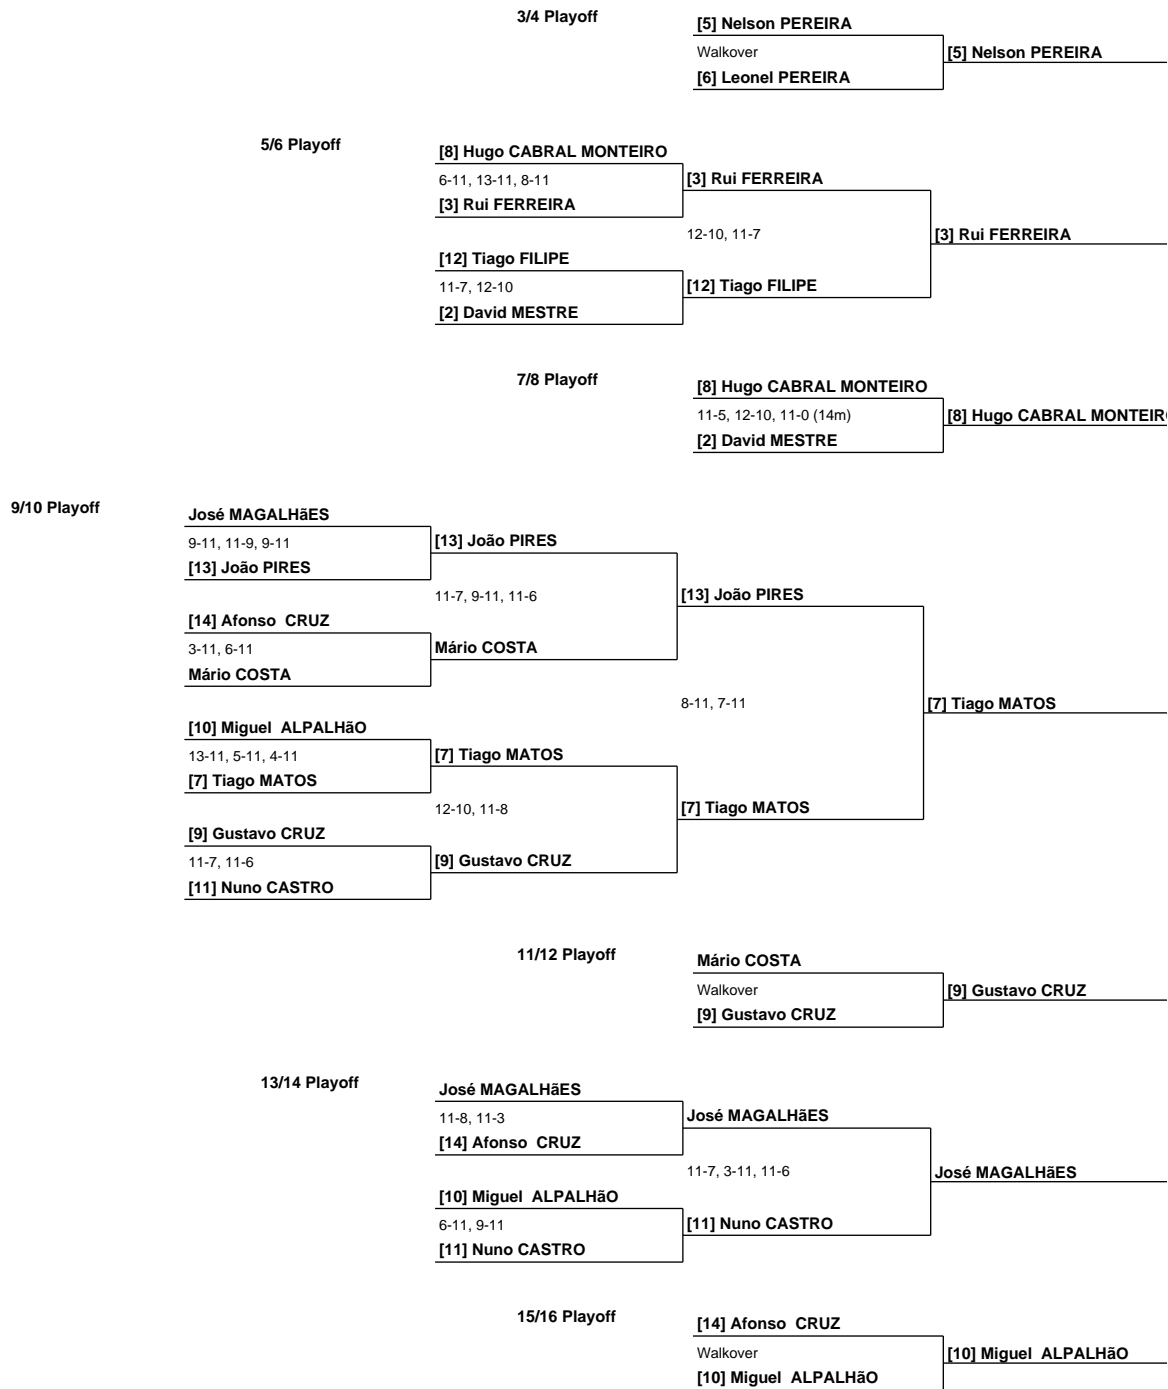 3/4 Playoff
[5] Nelson PEREIRA
Walkover
[5] Nelson PEREIRA
[6] Leonel PEREIRA
5/6 Playoff
[8] Hugo CABRAL MONTEIRO
6-11, 13-11, 8-11
[3] Rui FERREIRA
[3] Rui FERREIRA
12-10, 11-7
[3] Rui FERREIRA
[12] Tiago FILIPE
11-7, 12-10
[12] Tiago FILIPE
[2] David MESTRE
7/8 Playoff
[8] Hugo CABRAL MONTEIRO
11-5, 12-10, 11-0 (14m)
[8] Hugo CABRAL MONTEIRO
[2] David MESTRE
9/10 Playoff
José MAGALHãES
9-11, 11-9, 9-11
[13] João PIRES
[13] João PIRES
11-7, 9-11, 11-6
[13] João PIRES
[14] Afonso  CRUZ
3-11, 6-11
Mário COSTA
Mário COSTA
8-11, 7-11
[7] Tiago MATOS
[10] Miguel  ALPALHãO
13-11, 5-11, 4-11
[7] Tiago MATOS
[7] Tiago MATOS
12-10, 11-8
[7] Tiago MATOS
[9] Gustavo CRUZ
11-7, 11-6
[9] Gustavo CRUZ
[11] Nuno CASTRO
11/12 Playoff
Mário COSTA
Walkover
[9] Gustavo CRUZ
[9] Gustavo CRUZ
13/14 Playoff
José MAGALHãES
11-8, 11-3
José MAGALHãES
[14] Afonso  CRUZ
11-7, 3-11, 11-6
José MAGALHãES
[10] Miguel  ALPALHãO
6-11, 9-11
[11] Nuno CASTRO
[11] Nuno CASTRO
15/16 Playoff
[14] Afonso  CRUZ
Walkover
[10] Miguel  ALPALHãO
[10] Miguel  ALPALHãO